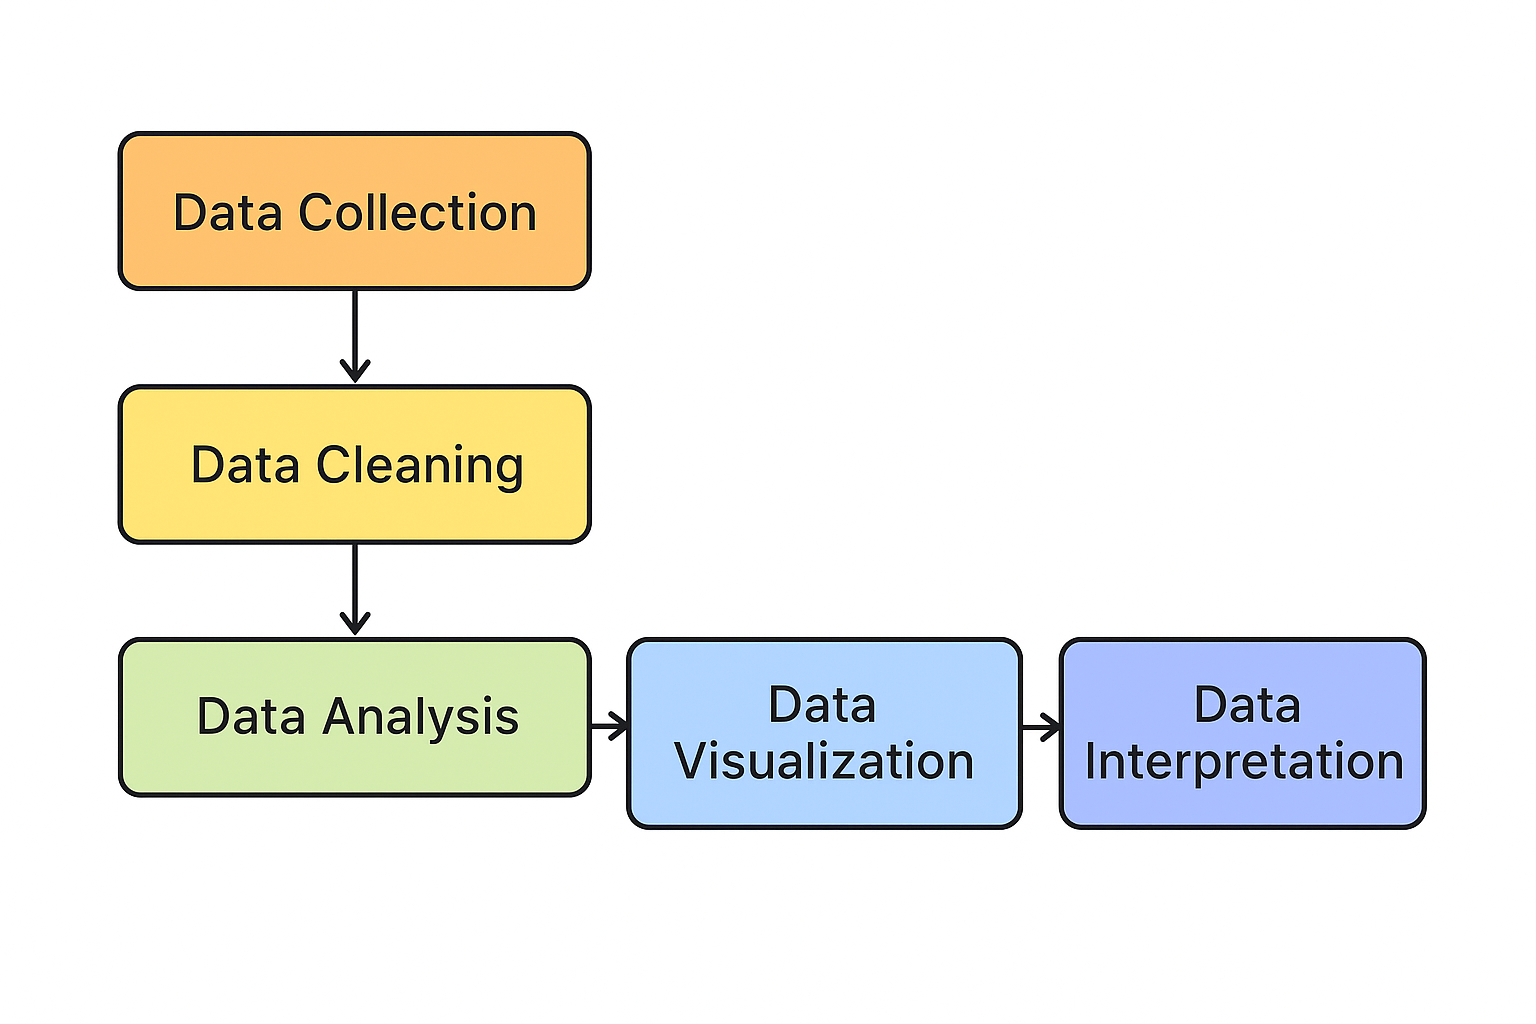 Data Collection
Data Cleaning
Data Analysis
Data
Visualization
Data
Interpretation